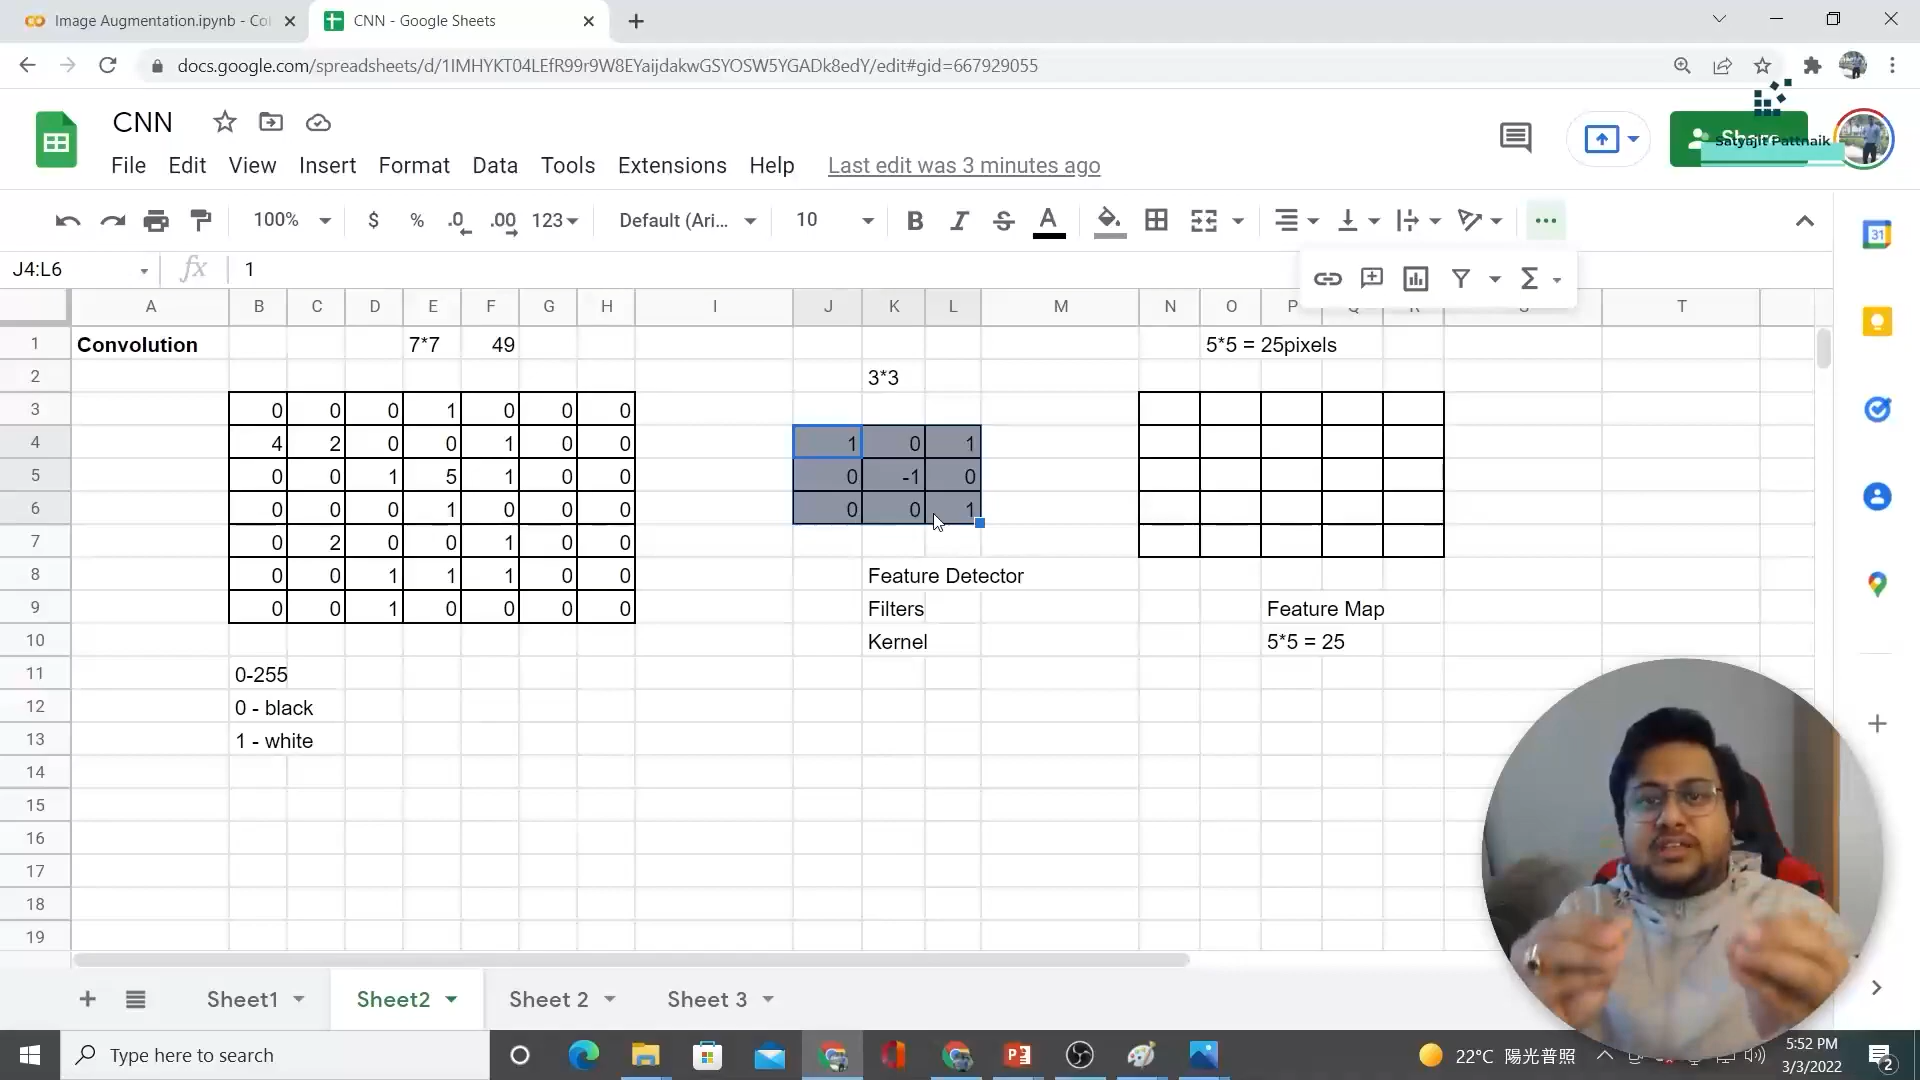 Image Augmentation.ipynb - Co
CNN - Google Sheets
docs.google.com/spreadsheets/d/1IMHYKT04LEfR99r9W8EYaijdakwGSYOSW5YGADk8edY/edit#gid=667929055
CNN
Share
Satyajit Pattnaik
File Edit View Insert Format Data Tools Extensions Help Last edit was 3 minutes ago
100% $ % .0 .00 123 Default (Ari... 10 B I S A
31
J4:L6 fx 1
A B C D E F G H I J K L M N O P Q R S T
1 Convolution 7*7 49 5*5 = 25pixels
2 3*3
3 0 0 0 1 0 0 0
4 4 2 0 0 1 0 0 1 0 1
5 0 0 1 5 1 0 0 0 -1 0
6 0 0 0 1 0 0 0 0 0 1
7 0 2 0 0 1 0 0
8 0 0 1 1 1 0 0 Feature Detector
9 0 0 1 0 0 0 0 Filters Feature Map
10 Kernel 5*5 = 25
11 0-255
12 0 - black
13 1 - white
14
15
16
17
18
19
Sheet1 Sheet2 Sheet 2 Sheet 3
Type here to search
22°C 陽光普照
5:52 PM
3/3/2022
2